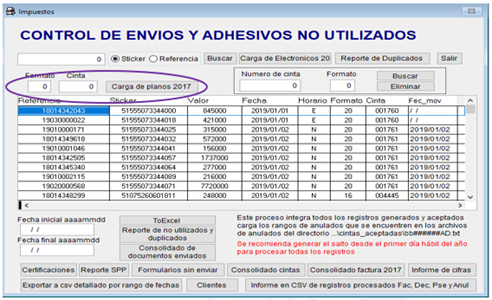 Impuestos
CONTROL DE ENVIOS Y ADHESIVOS NO UTILIZADOS
0 Sticker Referencia Buscar Carga de Electronicos 20 Reporte de Duplicados Salir
Formato Cinta Numero de cinta Formato Buscar
0 0 Carga de planos 2017 0 Eliminar
Referencia Sticker Valor Fecha Horario Formato Cinta Fec_mov
18014342043 51555073344000 845000 2019/01/01 E 20 001760 / /
19030000022 51555073344018 421000 2019/01/01 E 20 001760 / /
19010000171 51555073344025 315000 2019/01/02 N 20 001761 2019/01/02
18014349618 51555073344032 572000 2019/01/02 N 20 001761 2019/01/02
19010001046 51555073344041 156000 2019/01/02 N 20 001761 2019/01/02
18014342505 51555073344057 1737000 2019/01/02 N 20 001761 2019/01/02
18014345340 51555073344064 277000 2019/01/02 N 20 001761 2019/01/02
19010002115 51555073344089 216000 2019/01/02 N 20 001761 2019/01/02
19020000568 51555073344071 7720000 2019/01/02 N 20 001761 2019/01/02
18014348299 51075260601811 248000 2019/01/02 N 16 004445 2019/01/02
Fecha inicial aaaammdd
/ /
Fecha final aaaammdd
/ /
ToExcel
Reporte de no utilizados y
duplicados
Consolidado de
documentos enviados
Este proceso integra todos los registros generados y aceptados
carga los rangos de anulados que se encuentren en los archivos
de anulados del directorio ...\cintas_aceptadas\bb######AD.txt
Se recomienda generar el salto desde el primer día hábil del año
para procesar todos los registros
Certificaciones Reporte SPP Formularios sin enviar Consolidado cintas Consolidado factura 2017 Informe de cifras
Exportar a csv detallado por rango de fechas Clientes Informe en CSV de registros procesados Fac, Dec, Pse y Anul